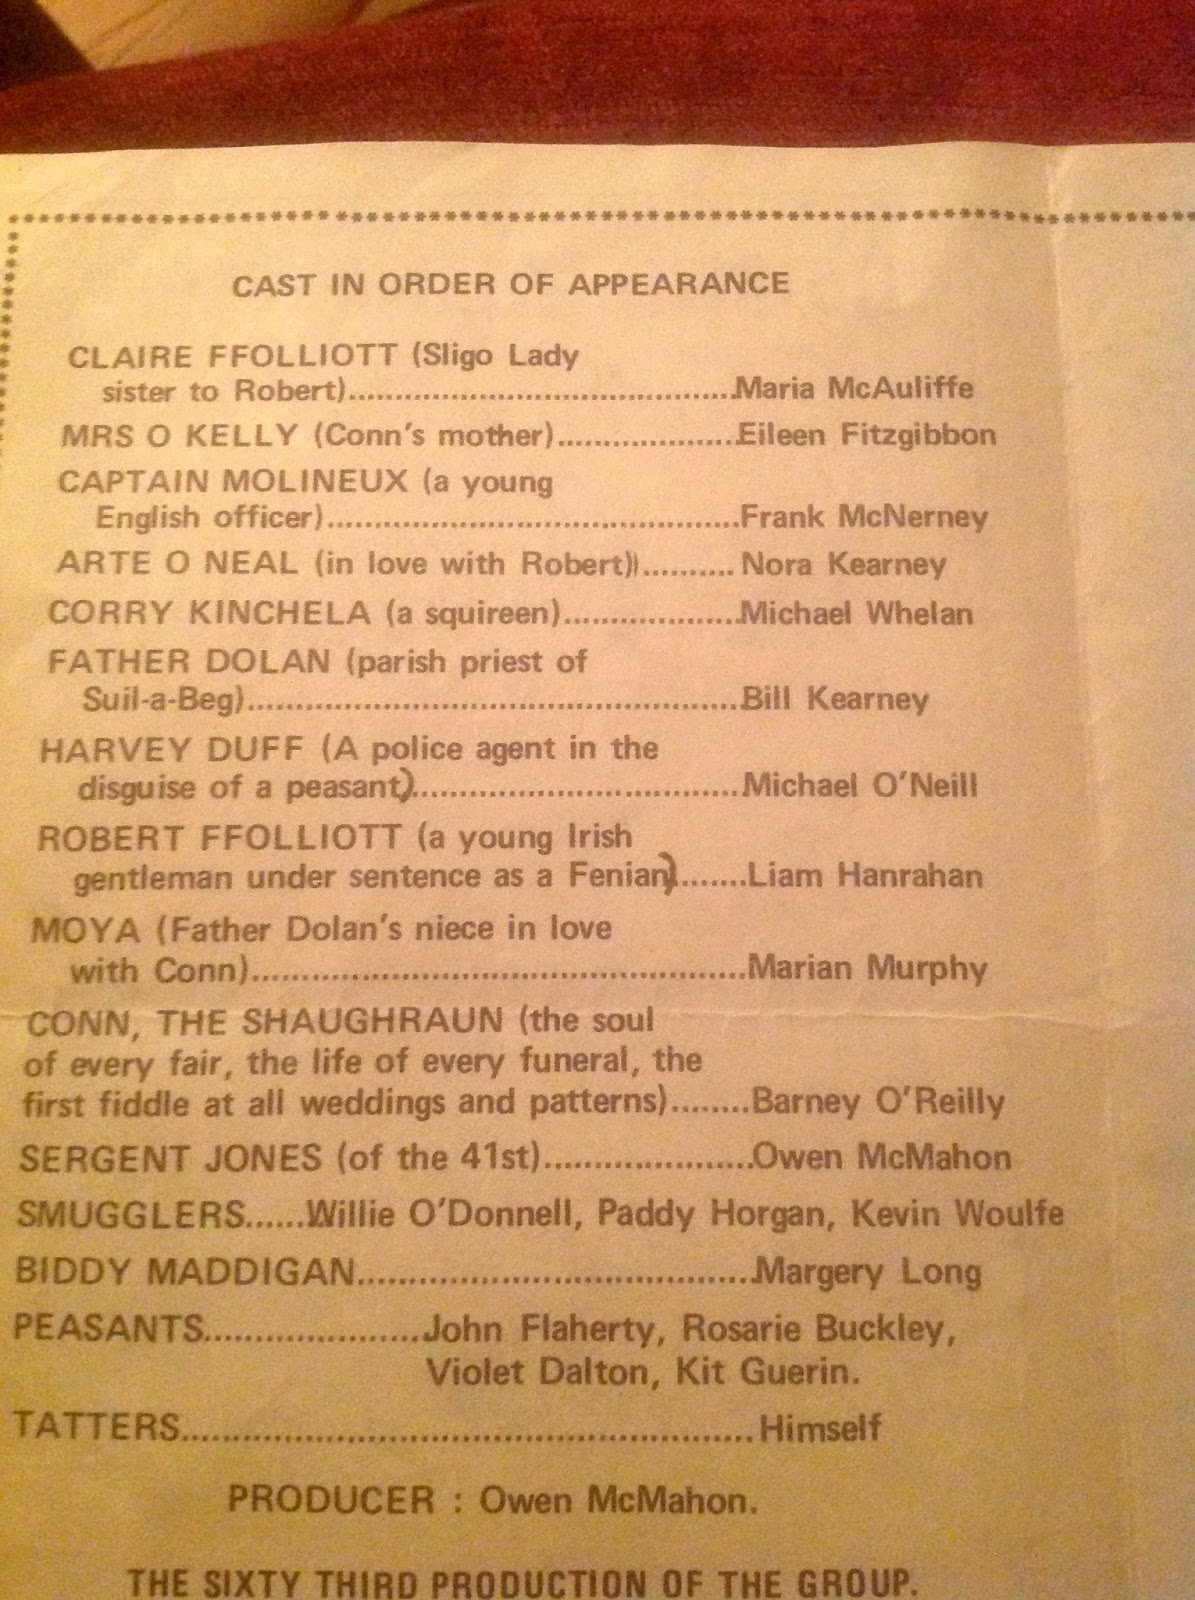 CAST IN ORDER OF APPEARANCE
CLAIRE FFOLLIOTT (Sligo Lady
sister to Robert)..........................................Maria McAuliffe
MRS O KELLY (Conn's mother)...................Eileen Fitzgibbon
CAPTAIN MOLINEUX (a young
English officer)..........................................Frank McNerney
ARTE O NEAL (in love with Robert))..........Nora Kearney
CORRY KINCHELA (a squireen)...................Michael Whelan
FATHER DOLAN (parish priest of
Suil-a-Beg)..................................................Bill Kearney
HARVEY DUFF (A police agent in the
disguise of a peasant)..................................Michael O'Neill
ROBERT FFOLLIOTT (a young Irish
gentleman under sentence as a Fenian).......Liam Hanrahan
MOYA (Father Dolan's niece in love
with Conn)..................................................Marian Murphy
CONN, THE SHAUGHRAUN (the soul
of every fair, the life of every funeral, the
first fiddle at all weddings and patterns)........Barney O'Reilly
SERGENT JONES (of the 41st).....................Owen McMahon
SMUGGLERS......Willie O'Donnell, Paddy Horgan, Kevin Woulfe
BIDDY MADDIGAN.......................................Margery Long
PEASANTS.....................John Flaherty, Rosarie Buckley,
Violet Dalton, Kit Guerin.
TATTERS.......................................................Himself
PRODUCER : Owen McMahon.
THE SIXTY THIRD PRODUCTION OF THE GROUP.